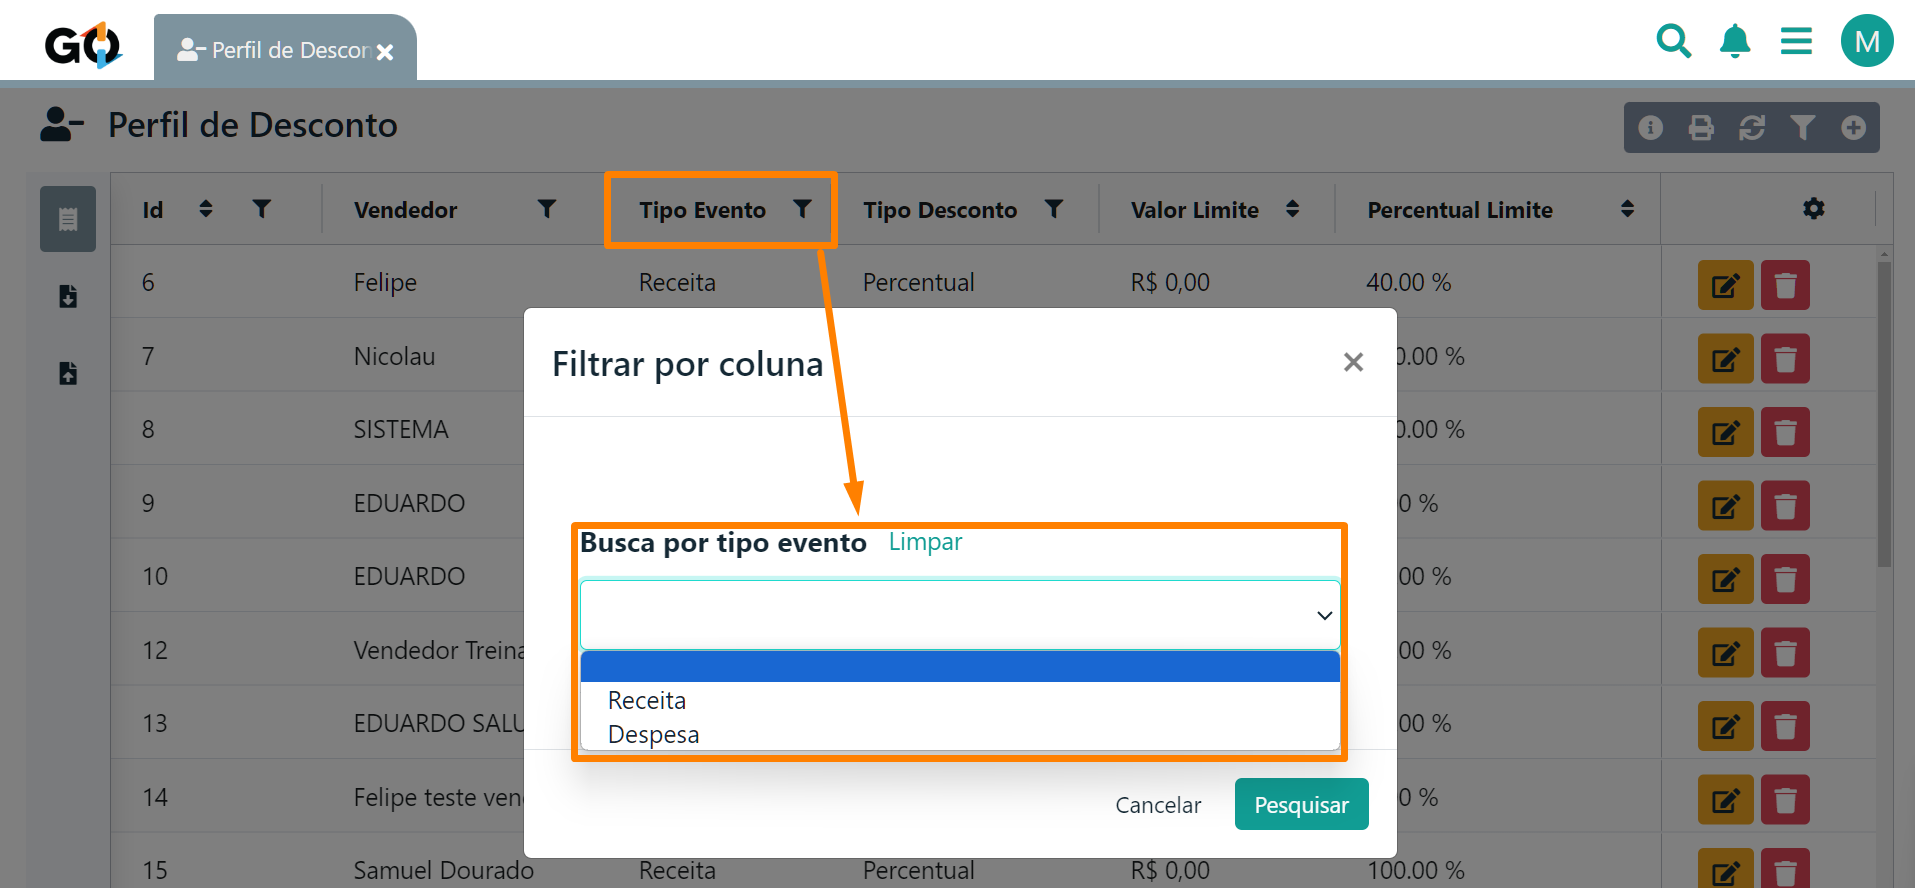 GO
Perfil de Descon
M
Perfil de Desconto
Id Vendedor Tipo Evento Tipo Desconto Valor Limite Percentual Limite
6 Felipe Receita Percentual R$ 0,00 40.00 %
Filtrar por coluna
7 Nicolau 0.00 %
8 SISTEMA 0.00 %
9 EDUARDO 0 %
Busca por tipo evento Limpar
10 EDUARDO 00 %
12 Vendedor Treina 00 %
Receita
13 EDUARDO SALU 00 %
Despesa
14 Felipe teste ven 0 %
Cancelar Pesquisar
15 Samuel Dourado Receita Percentual R$ 0,00 100.00 %